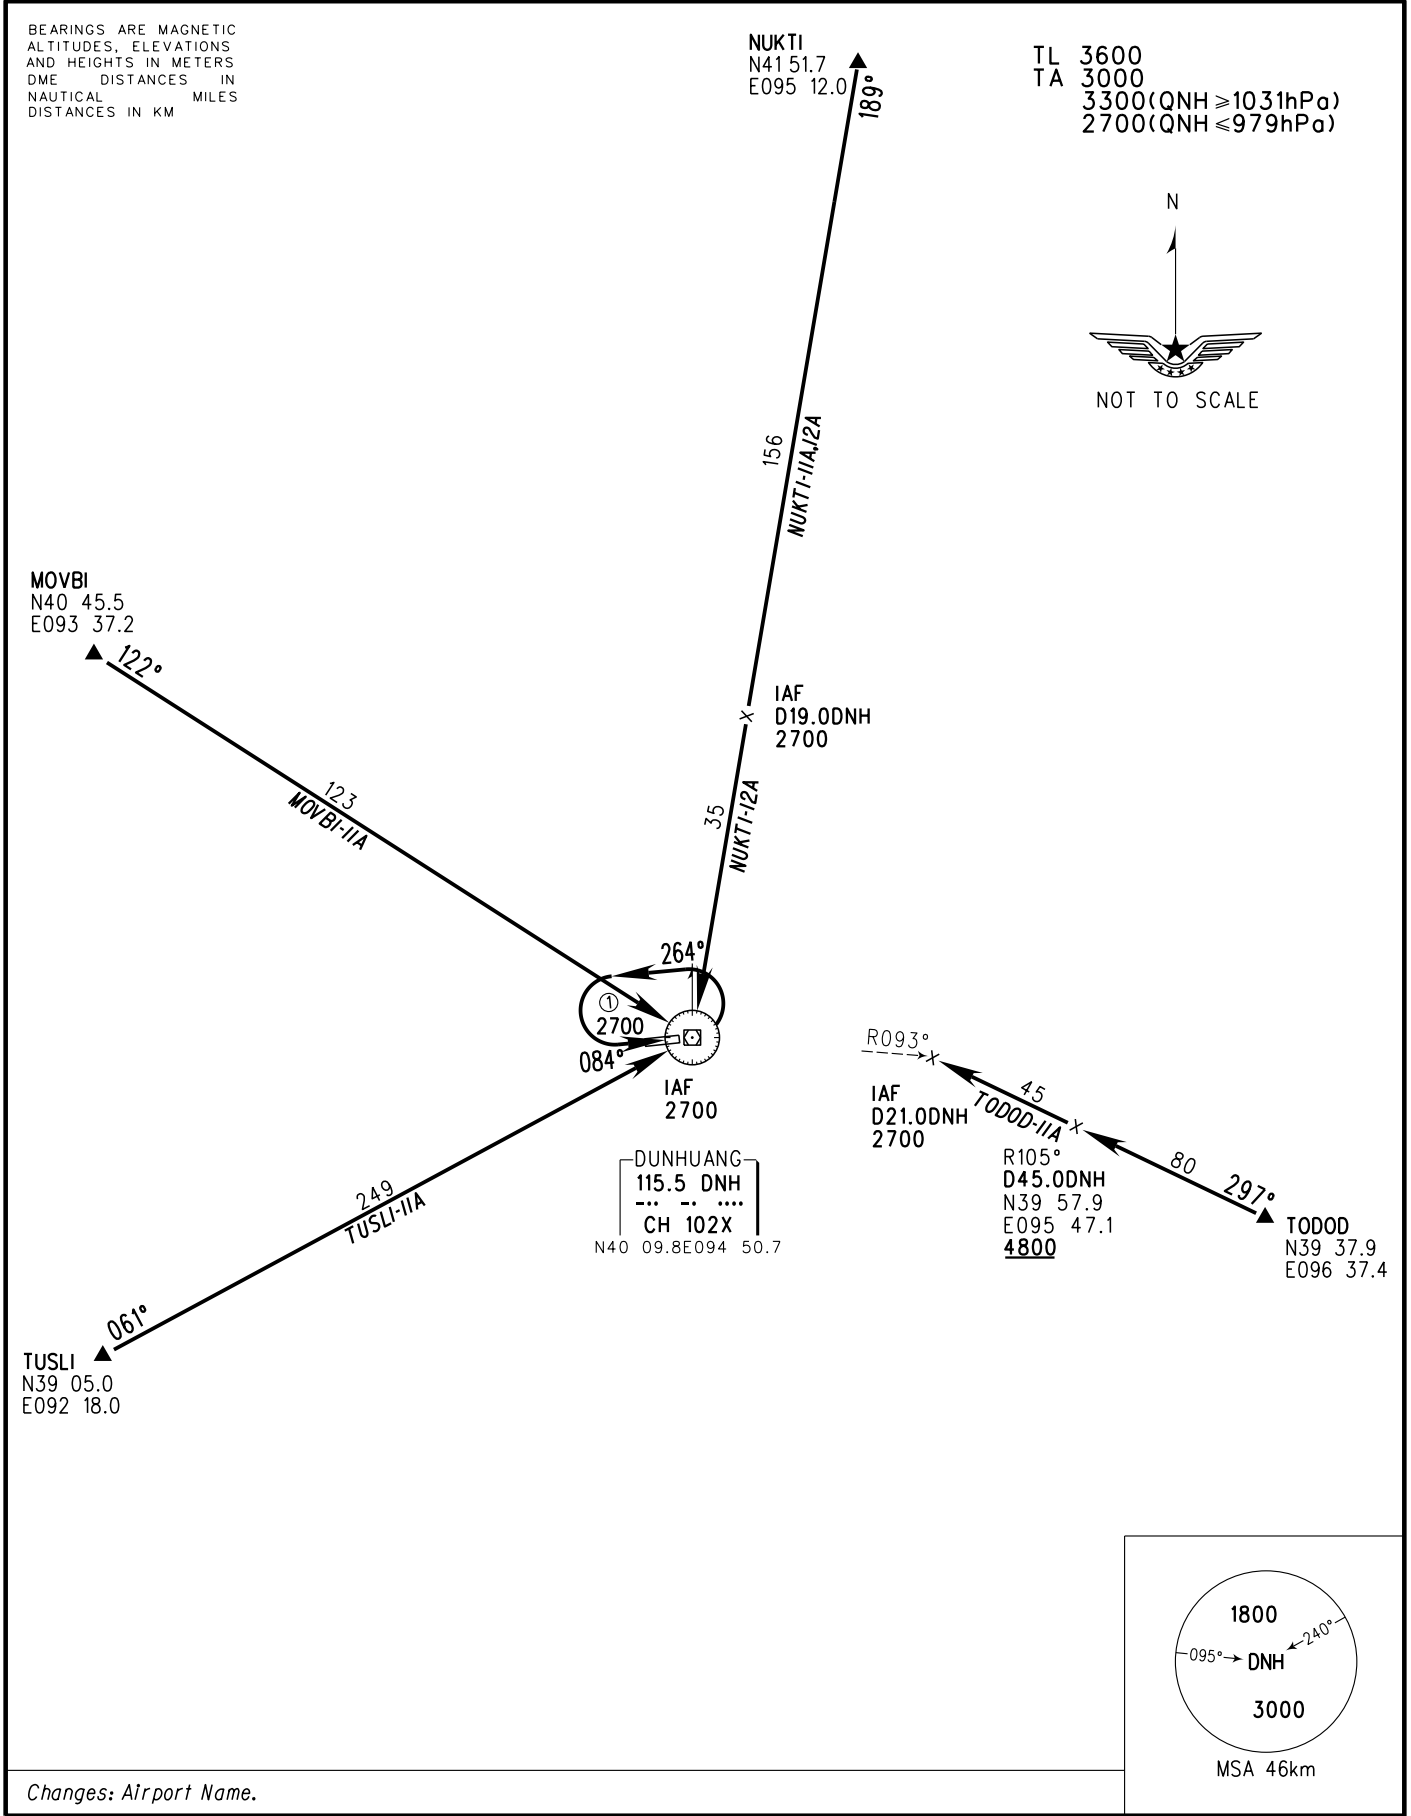 BEARINGS ARE MAGNETIC
ALTITUDES, ELEVATIONS
AND HEIGHTS IN METERS
DME DISTANCES IN
NAUTICAL MILES
DISTANCES IN KM
NUKTI
N41 51.7
E095 12.0
189°
TL 3600
TA 3000
3300(QNH ≥1031hPa)
2700(QNH ≤979hPa)
N
NOT TO SCALE
156
NUKTI-11A,12A
MOVBI
N40 45.5
E093 37.2
122°
IAF
D19.0DNH
2700
123
MOVBI-11A
35
NUKTI-12A
264°
1
2700
084°
IAF
2700
R093°
IAF
D21.0DNH
2700
45
TODOD-11A
R105°
D45.0DNH
N39 57.9
E095 47.1
4800
80
297°
TODOD
N39 37.9
E096 37.4
DUNHUANG
115.5 DNH
-·· -· ····
CH 102X
N40 09.8E094 50.7
249
TUSLI-11A
061°
TUSLI
N39 05.0
E092 18.0
1800
240°
095°
DNH
3000
MSA 46km
Changes: Airport Name.